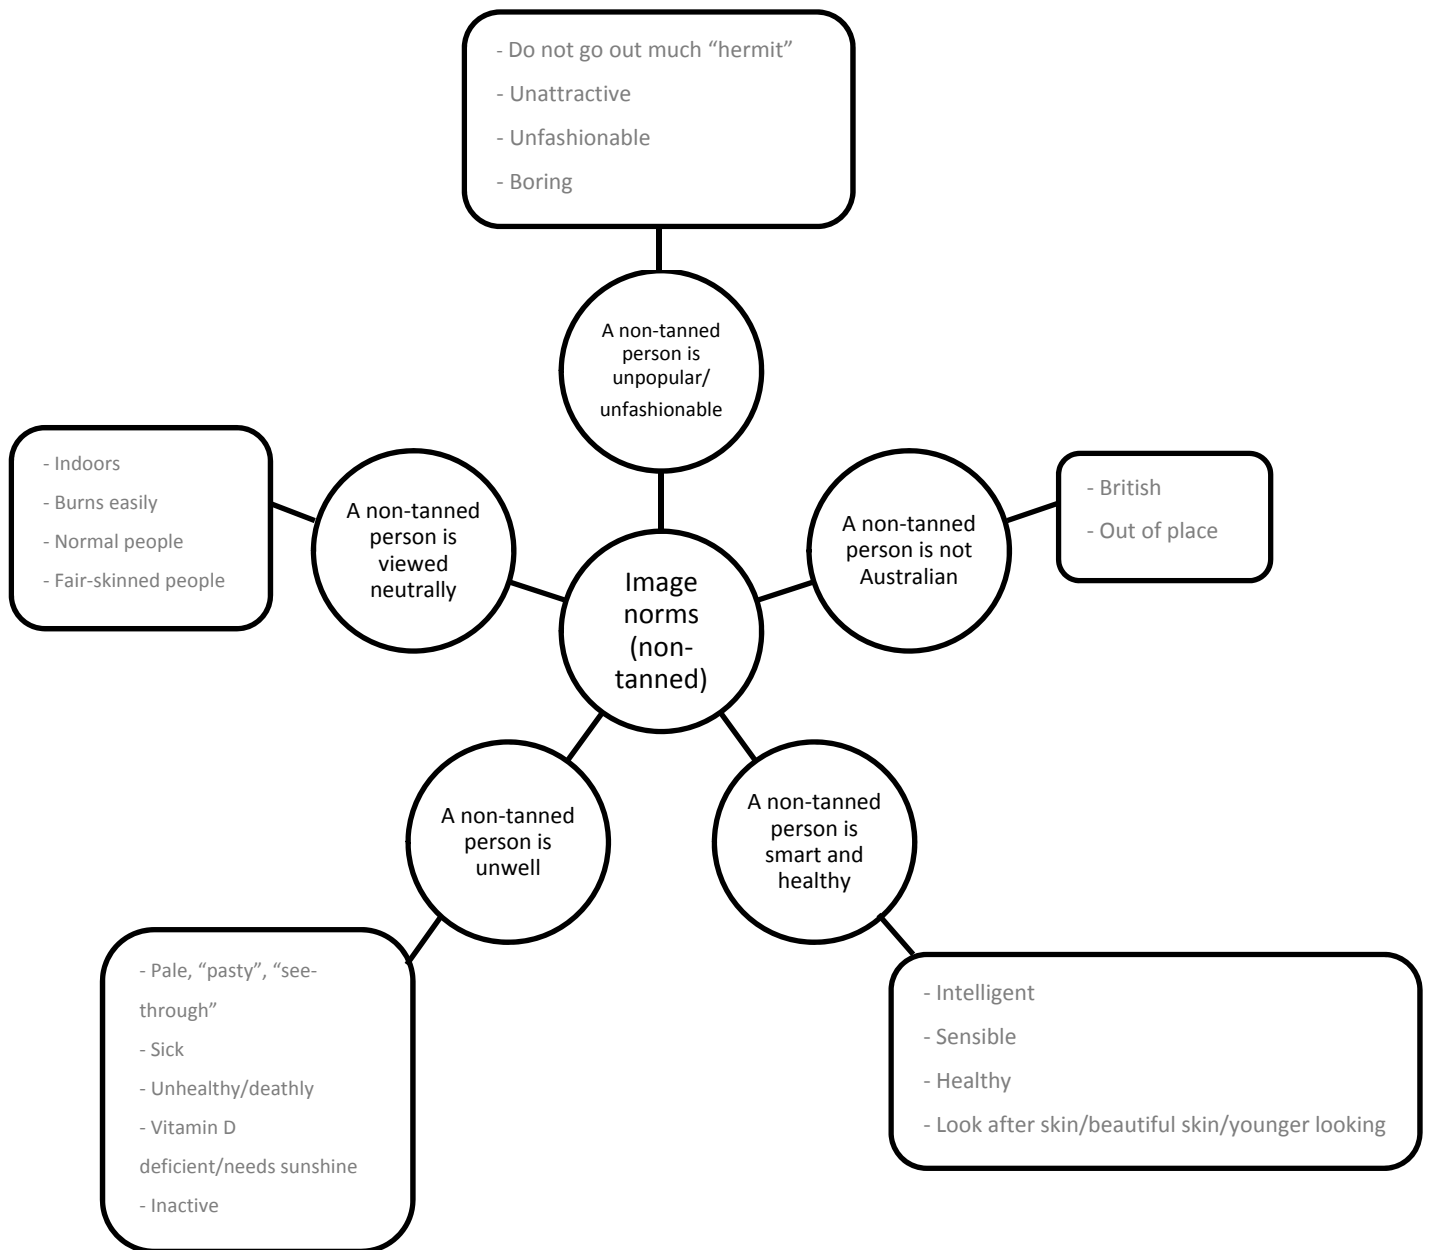 - Do not go out much “hermit”
- Unattractive
- Unfashionable
- Boring
A non-tanned
person is
unpopular/
unfashionable
- Indoors
- Burns easily
- Normal people
- Fair-skinned people
A non-tanned
person is
viewed
neutrally
A non-tanned
person is not
Australian
- British
- Out of place
Image
norms
(non-
tanned)
A non-tanned
person is
unwell
A non-tanned
person is
smart and
healthy
- Pale, “pasty”, “see-
through”
- Sick
- Unhealthy/deathly
- Vitamin D
deficient/needs sunshine
- Inactive
- Intelligent
- Sensible
- Healthy
- Look after skin/beautiful skin/younger looking